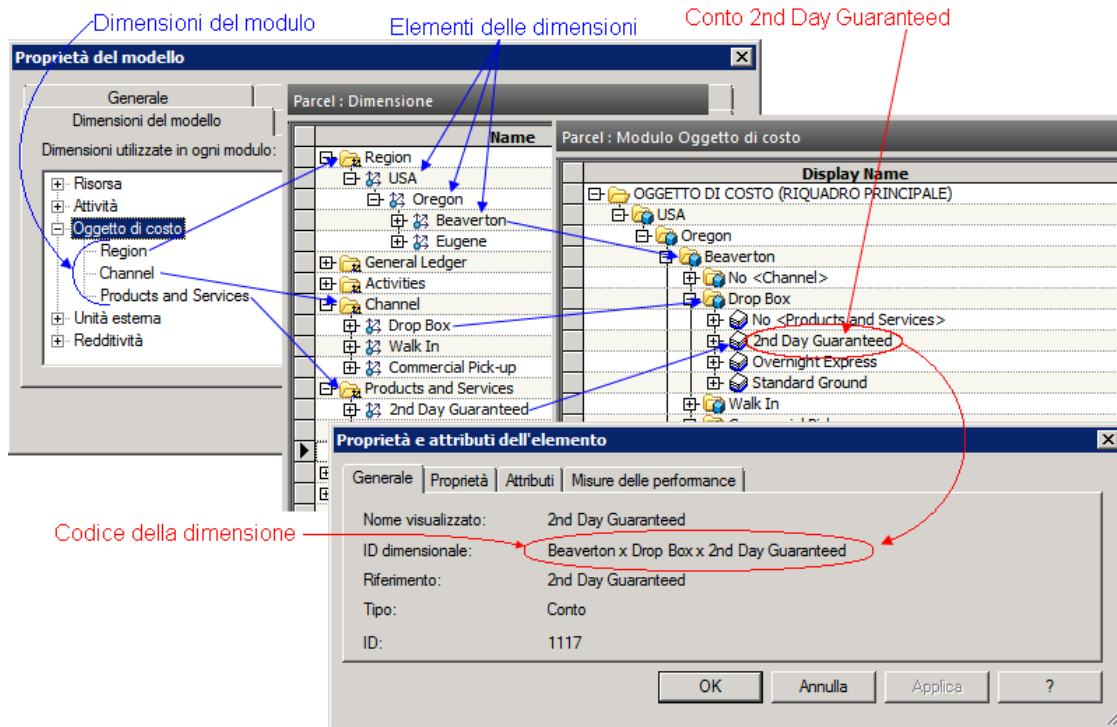 Dimensioni del modulo
Elementi delle dimensioni
Conto 2nd Day Guaranteed
Proprietà del modello
Generale
Dimensioni del modello
Dimensioni utilizzate in ogni modulo:
Risorsa
Attività
Oggetto di costo
Region
Channel
Products and Services
Unità esterna
Redditività
Parcel : Dimensione
Name
Region
USA
Oregon
Beaverton
Eugene
General Ledger
Activities
Channel
Drop Box
Walk In
Commercial Pick-up
Products and Services
2nd Day Guaranteed
Parcel : Modulo Oggetto di costo
Display Name
OGGETTO DI COSTO (RIQUADRO PRINCIPALE)
USA
Oregon
Beaverton
No <Channel>
Drop Box
No <Products and Services>
2nd Day Guaranteed
Overnight Express
Standard Ground
Walk In
Proprietà e attributi dell'elemento
Generale Proprietà Attributi Misure delle performance
Codice della dimensione
Nome visualizzato: 2nd Day Guaranteed
ID dimensionale: Beaverton x Drop Box x 2nd Day Guaranteed
Riferimento: 2nd Day Guaranteed
Tipo: Conto
ID: 1117
OK Annulla Applica ?